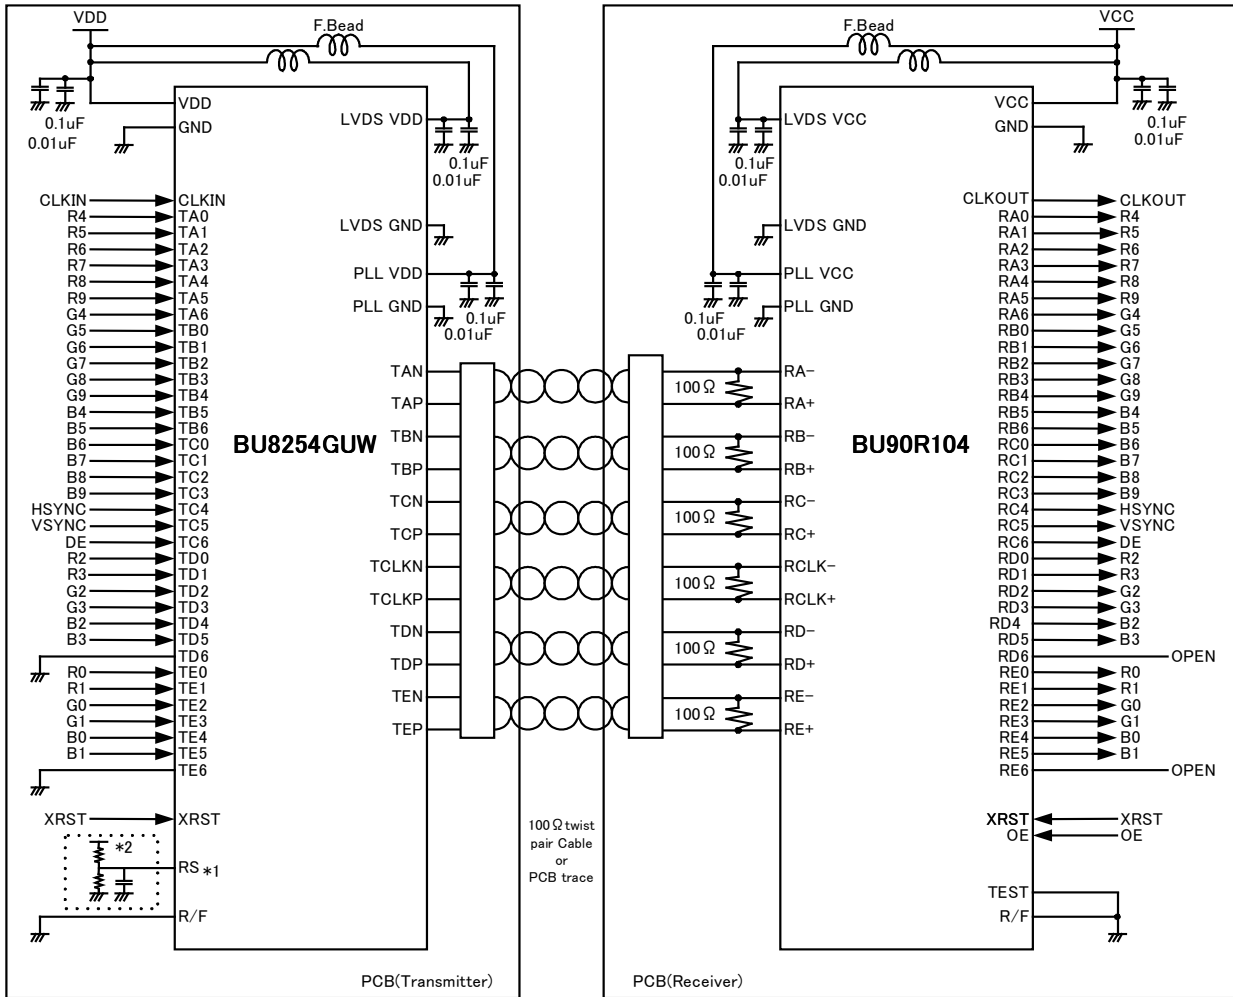 VDD
F.Bead
F.Bead
VCC
0.1uF
0.01uF
VDD
GND
LVDS VDD
0.1uF
0.01uF
LVDS GND
PLL VDD
PLL GND
0.1uF
0.01uF
LVDS VCC
0.1uF
0.01uF
LVDS GND
PLL VCC
0.1uF
0.01uF
PLL GND
VCC
GND
0.1uF
0.01uF
CLKIN CLKIN
R4 TA0
R5 TA1
R6 TA2
R7 TA3
R8 TA4
R9 TA5
G4 TA6
G5 TB0
G6 TB1
G7 TB2
G8 TB3
G9 TB4
B4 TB5
B5 TB6
B6 TC0
B7 TC1
B8 TC2
B9 TC3
HSYNC TC4
VSYNC TC5
DE TC6
R2 TD0
R3 TD1
G2 TD2
G3 TD3
B2 TD4
B3 TD5
TD6
R0 TE0
R1 TE1
G0 TE2
G1 TE3
B0 TE4
B1 TE5
TE6
XRST XRST
*2
RS *1
R/F
BU8254GUW
TAN
TAP
TBN
TBP
TCN
TCP
TCLKN
TCLKP
TDN
TDP
TEN
TEP
PCB(Transmitter)
100Ω twist
pair Cable
or
PCB trace
100Ω
100Ω
100Ω
100Ω
100Ω
100Ω
RA-
RA+
RB-
RB+
RC-
RC+
RCLK-
RCLK+
RD-
RD+
RE-
RE+
BU90R104
CLKOUT CLKOUT
RA0 R4
RA1 R5
RA2 R6
RA3 R7
RA4 R8
RA5 R9
RA6 G4
RB0 G5
RB1 G6
RB2 G7
RB3 G8
RB4 G9
RB5 B4
RB6 B5
RC0 B6
RC1 B7
RC2 B8
RC3 B9
RC4 HSYNC
RC5 VSYNC
RC6 DE
RD0 R2
RD1 R3
RD2 G2
RD3 G3
RD4 B2
RD5 B3
RD6 OPEN
RE0 R0
RE1 R1
RE2 G0
RE3 G1
RE4 B0
RE5 B1
RE6 OPEN
XRST XRST
OE OE
TEST
R/F
PCB(Receiver)